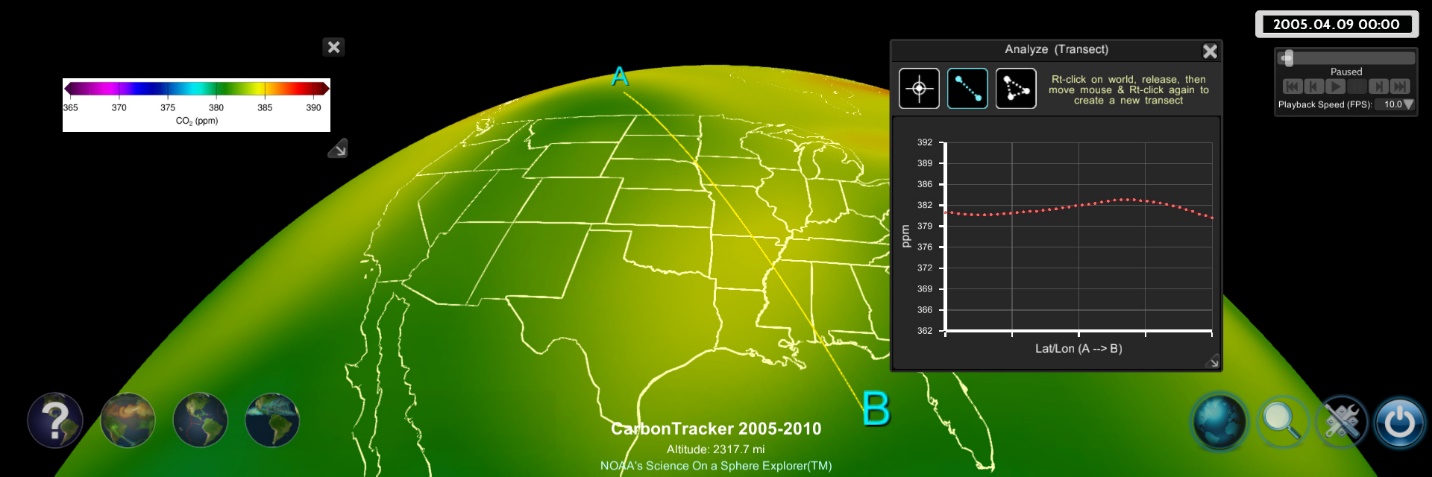 2005.04.09 00:00
365 370 375 380 385 390
CO₂ (ppm)
A
B
Analyze (Transect)
Rt-click on world, release, then
move mouse & Rt-click again to
create a new transect
392
389
386
382
379
376
372
369
366
362
ppm
Lat/Lon (A --> B)
Paused
Playback Speed (FPS): 10.0
?
CarbonTracker 2005-2010
Altitude: 2317.7 mi
NOAA's Science On a Sphere Explorer(TM)